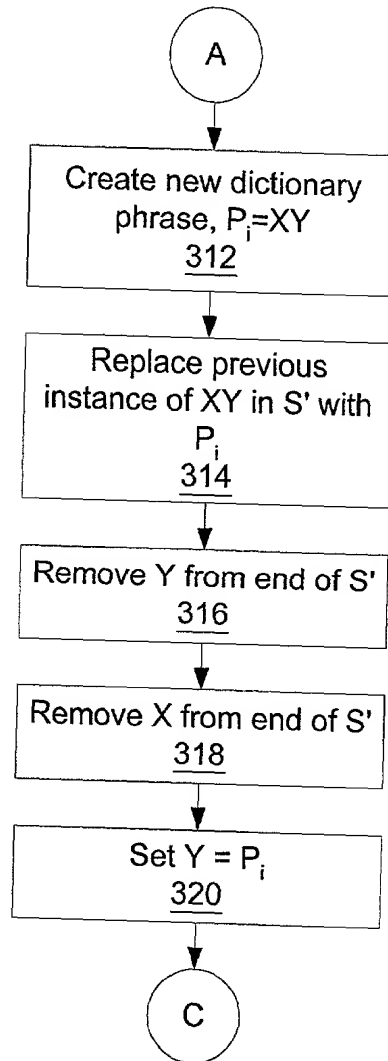 A
Create new dictionary
phrase, Pi=XY
312
Replace previous
instance of XY in S' with
Pi
314
Remove Y from end of S'
316
Remove X from end of S'
318
Set Y = Pi
320
C